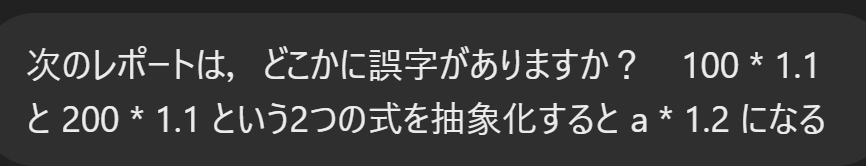 次のレポートは， どこかに誤字がありますか？　100 * 1.1
と 200 * 1.1 という2つの式を抽象化すると a * 1.2 になる